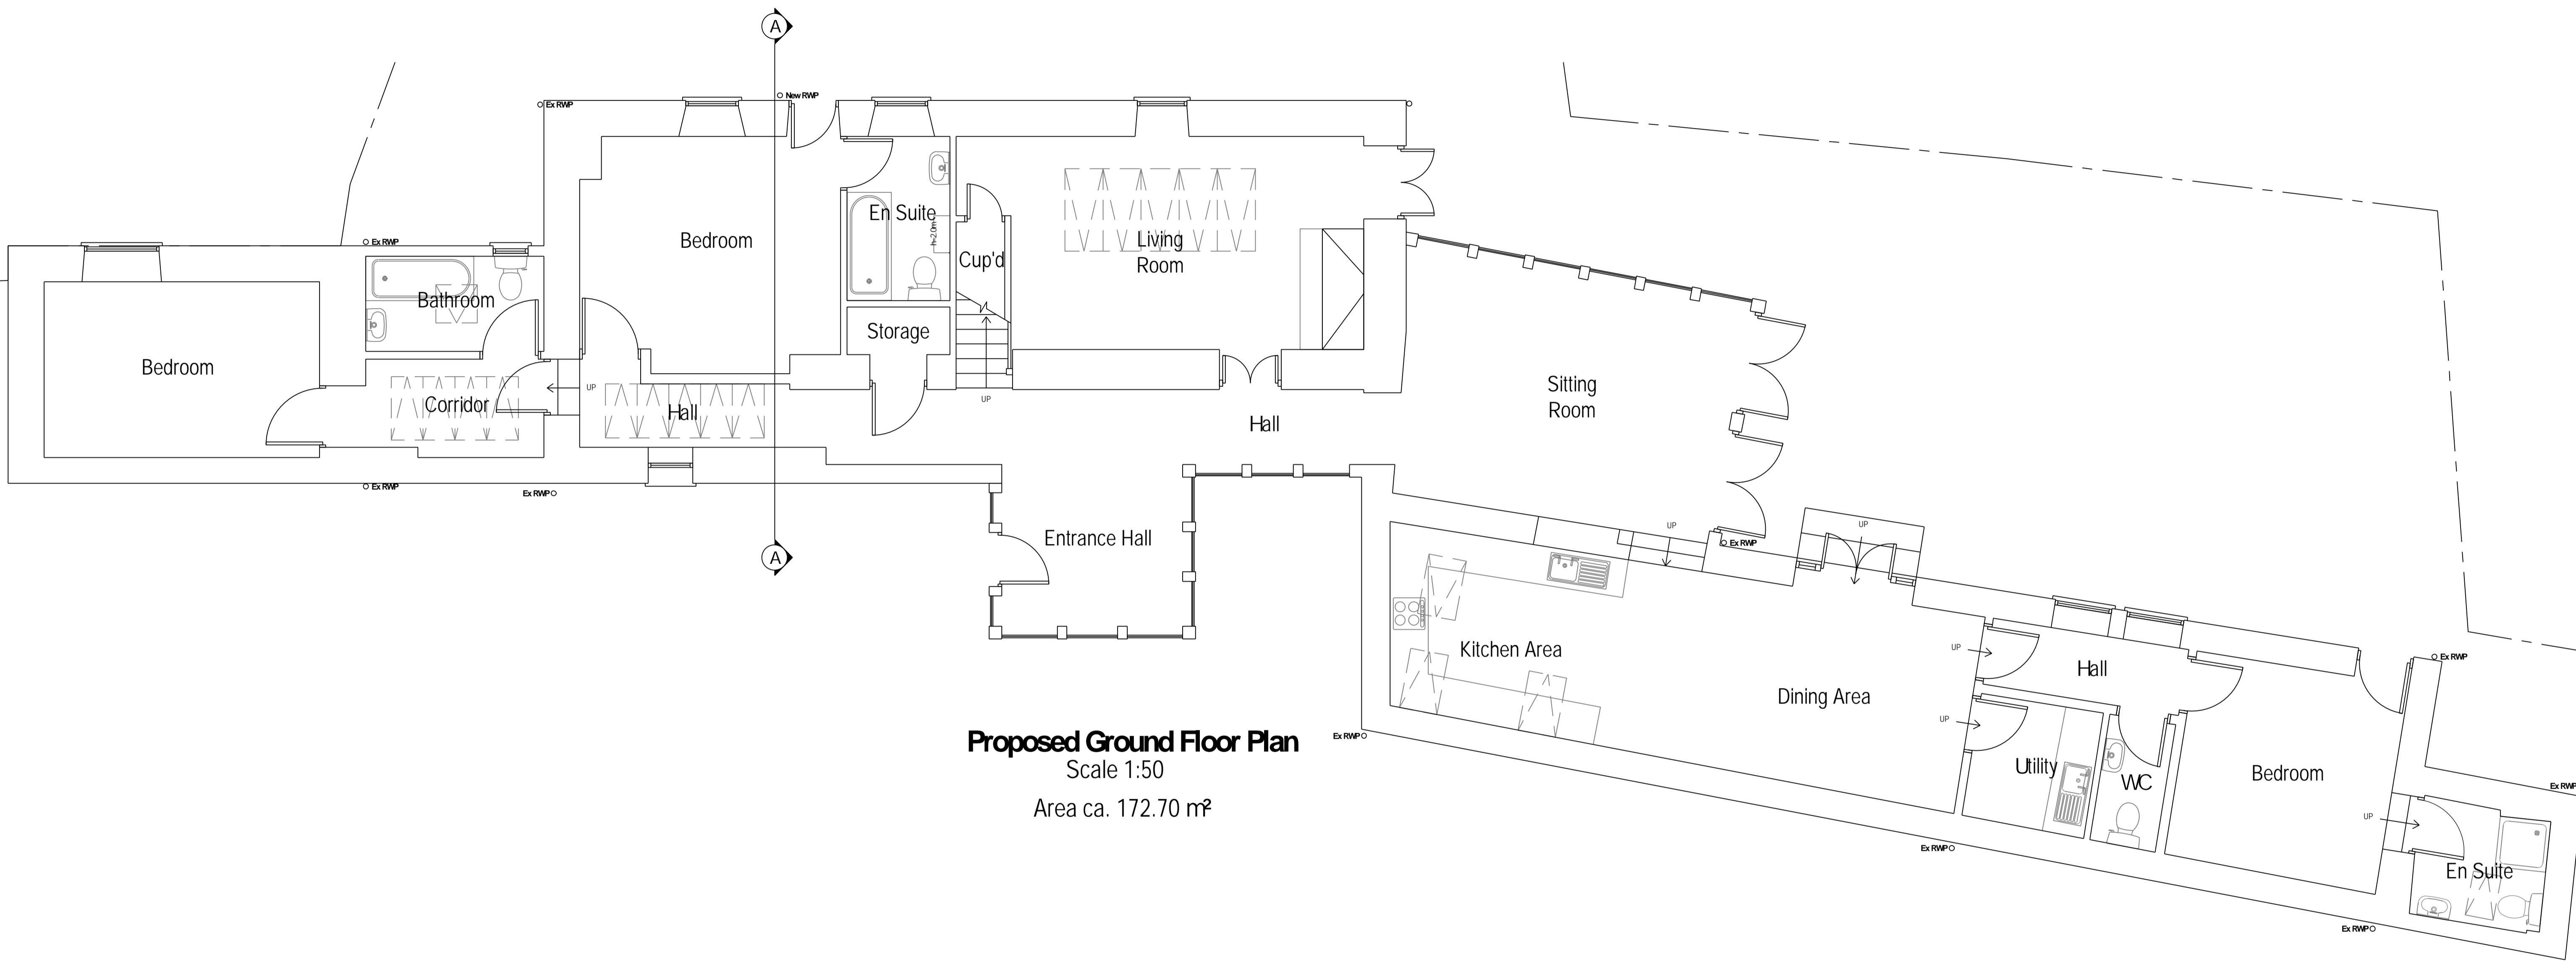 A
New RWP
Ex RWP
Ex RWP
Bedroom
En Suite
h=2.0m
Living
Room
Cup'd
Bathroom
Storage
Bedroom
UP
Corridor
Hall
UP
Hall
Sitting
Room
Ex RWP
Ex RWP
A
Entrance Hall
UP
UP
Ex RWP
Kitchen Area
Dining Area
UP
Hall
Ex RWP
UP
Utility
WC
Bedroom
Ex RWP
UP
En Suite
Ex RWP
Ex RWP
Ex RWP
Proposed Ground Floor Plan
Scale 1:50
Area ca. 172.70 m²